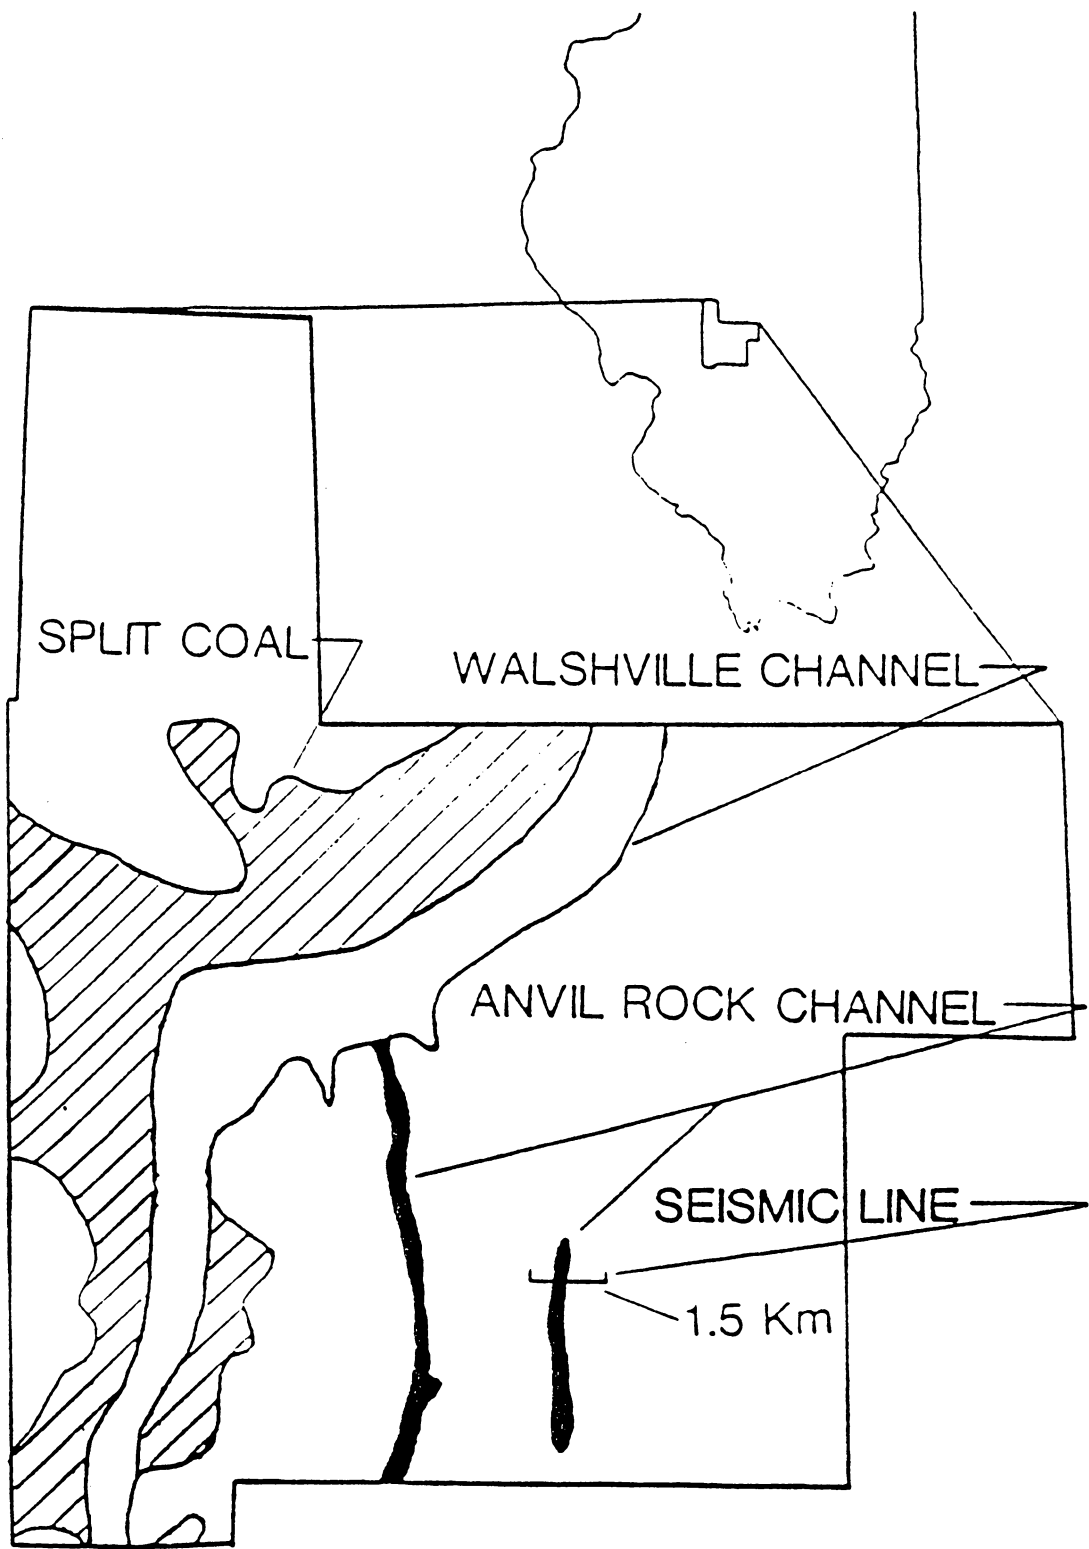 SPLIT COAL
WALSHVILLE CHANNEL
ANVIL ROCK CHANNEL
SEISMIC LINE
1.5 Km